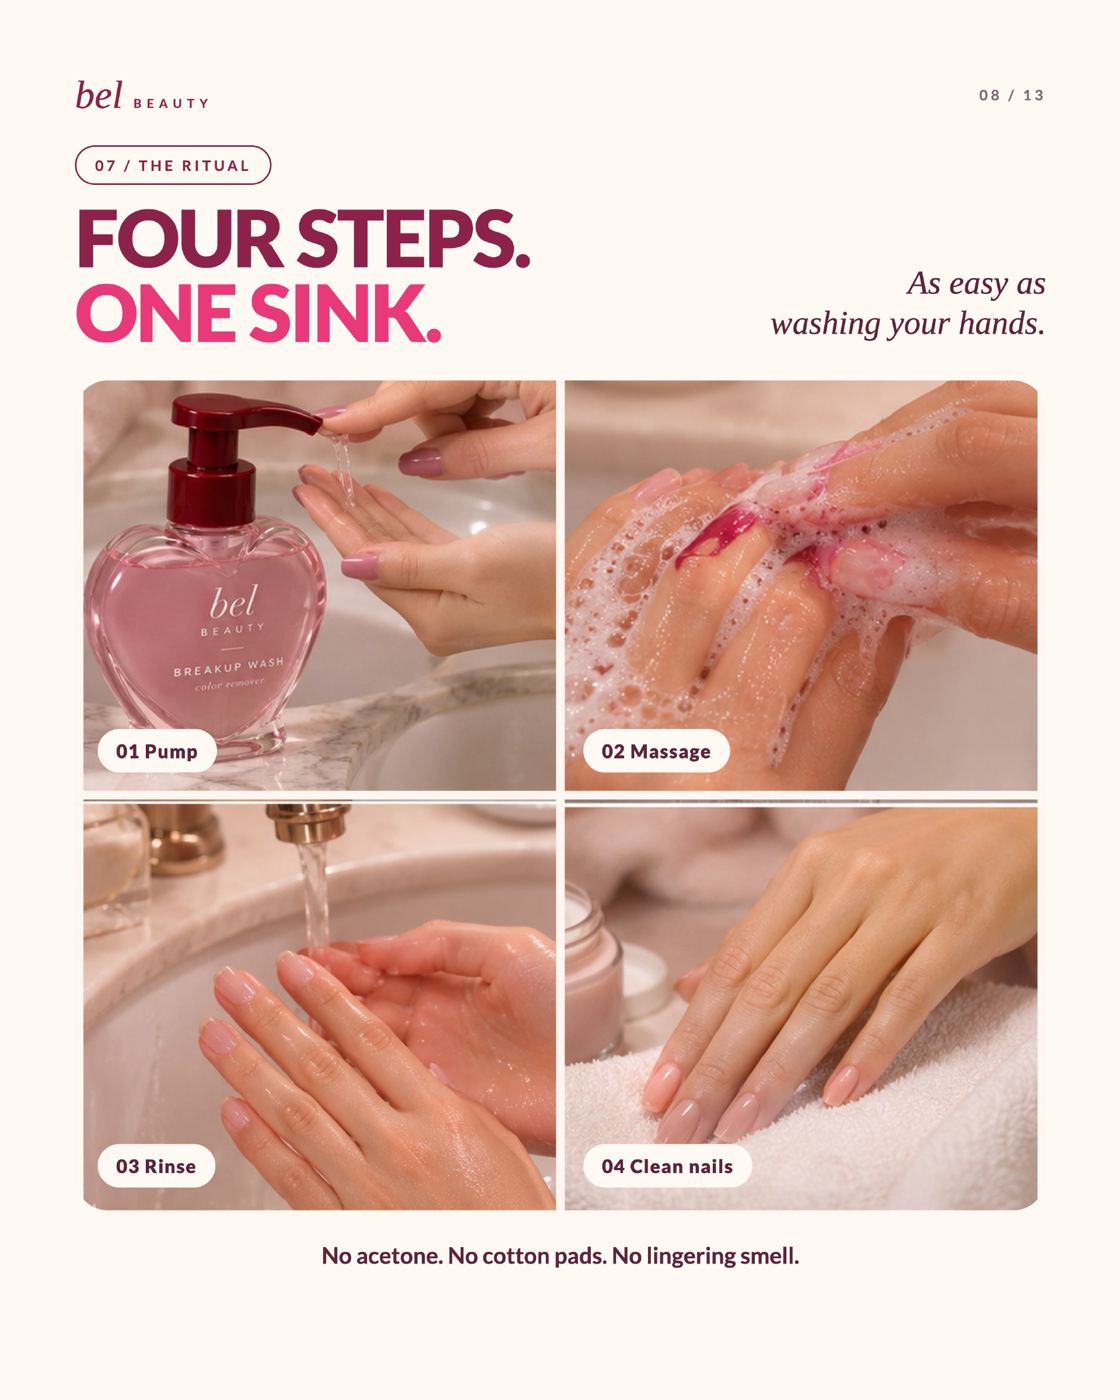 bel BEAUTY
08 / 13
07 / THE RITUAL
FOUR STEPS.
ONE SINK.
As easy as
washing your hands.
bel
BEAUTY
BREAKUP WASH
color remover
01 Pump
02 Massage
03 Rinse
04 Clean nails
No acetone. No cotton pads. No lingering smell.